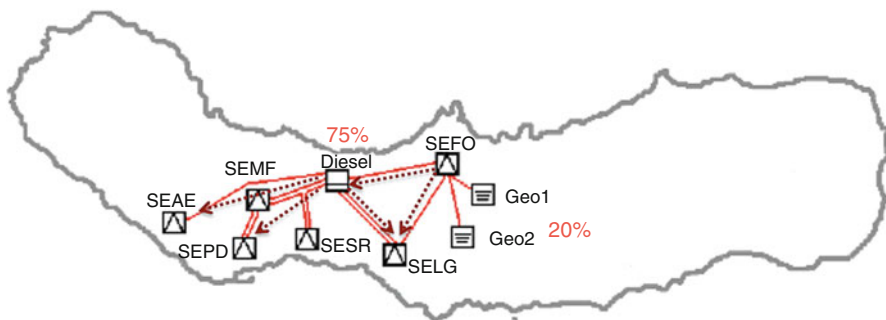 75%
SEFO
Diesel
SEMF
SEAE
Geo1
Geo2 20%
SEPD
SESR
SELG